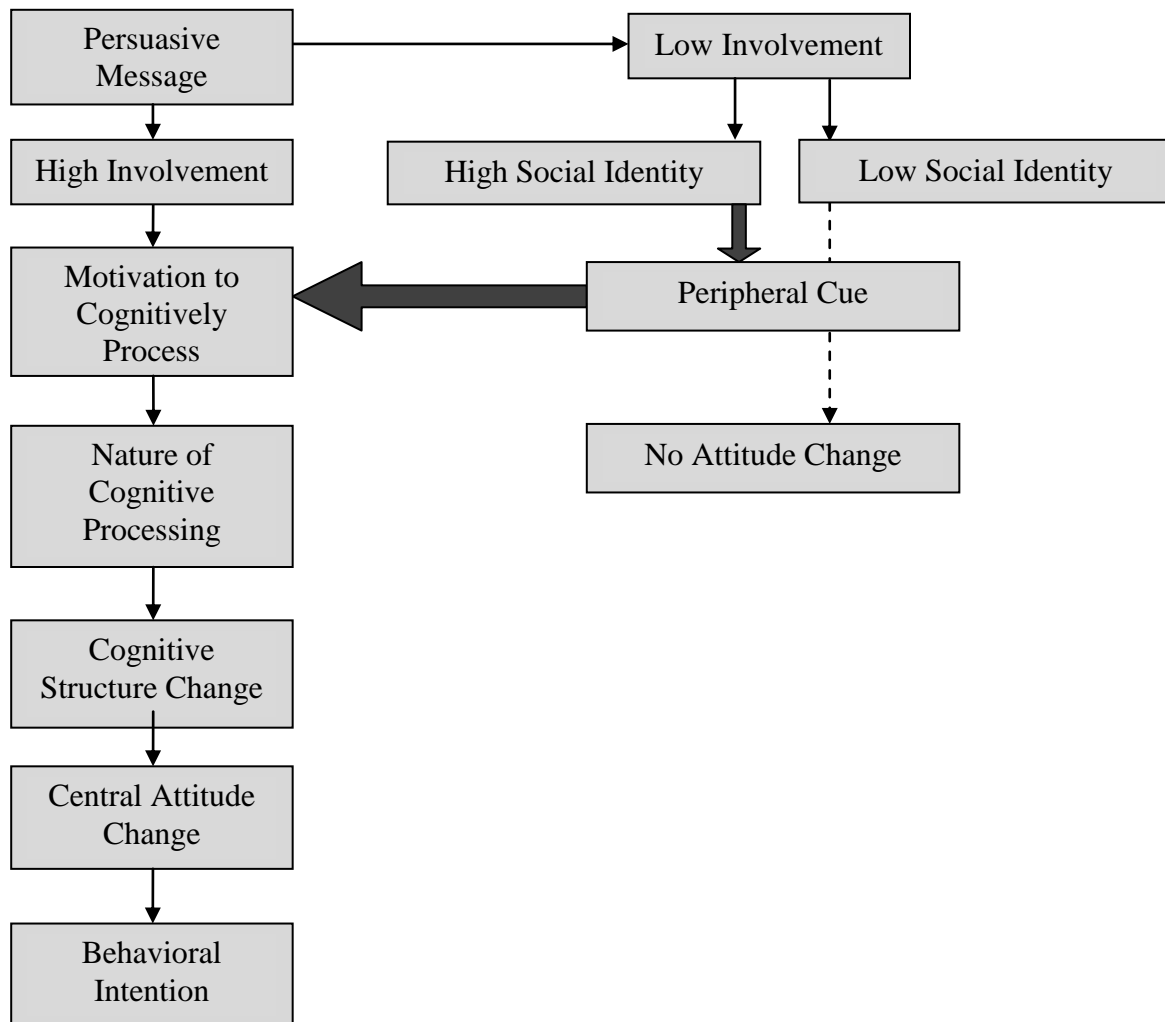 Persuasive
Message
Low Involvement
High Involvement
High Social Identity
Low Social Identity
Motivation to
Cognitively
Process
Peripheral Cue
Nature of
Cognitive
Processing
No Attitude Change
Cognitive
Structure Change
Central Attitude
Change
Behavioral
Intention